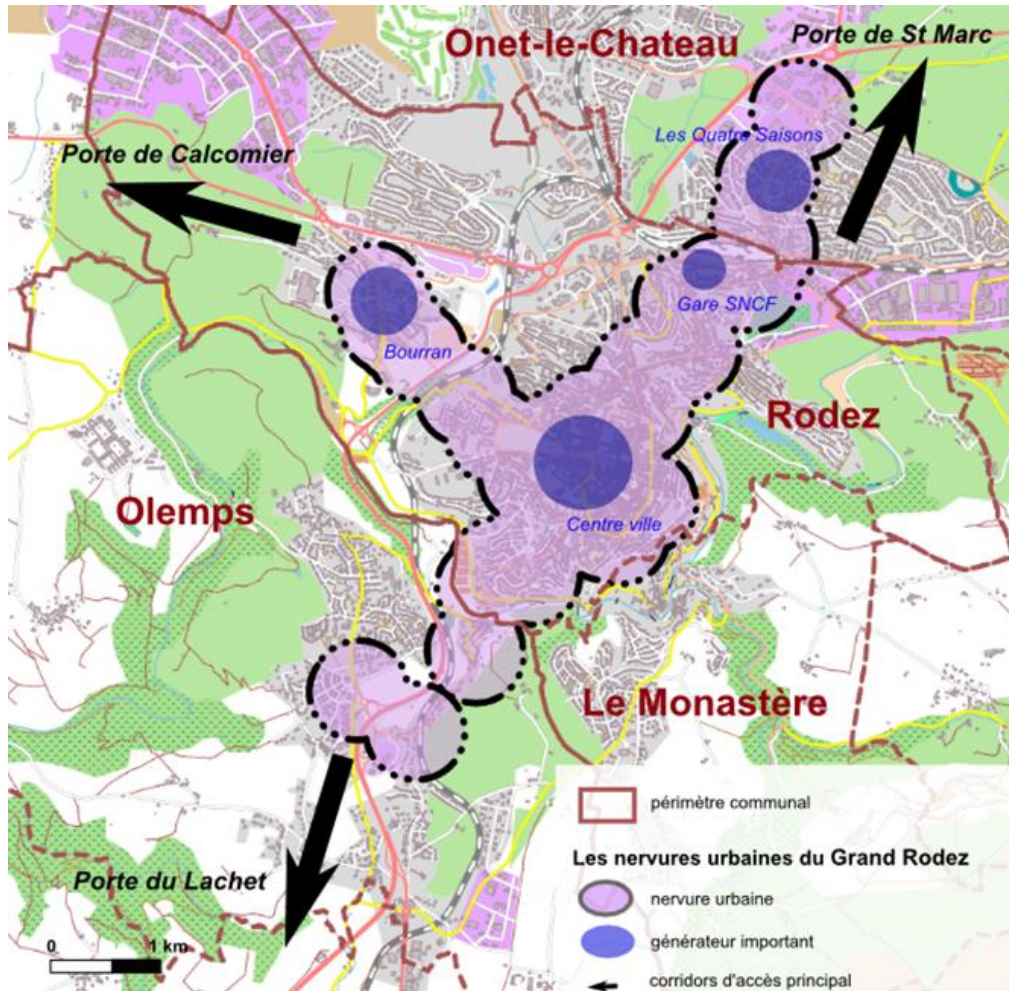 Onet-le-Chateau
Porte de St Marc
Les Quatre Saisons
Porte de Calcomier
Gare SNCF
Bourran
Rodez
Olemps
Centre ville
Le Monastère
périmètre communal
Les nervures urbaines du Grand Rodez
Porte du Lachet
nervure urbaine
0 1 km
générateur important
corridors d'accès principal